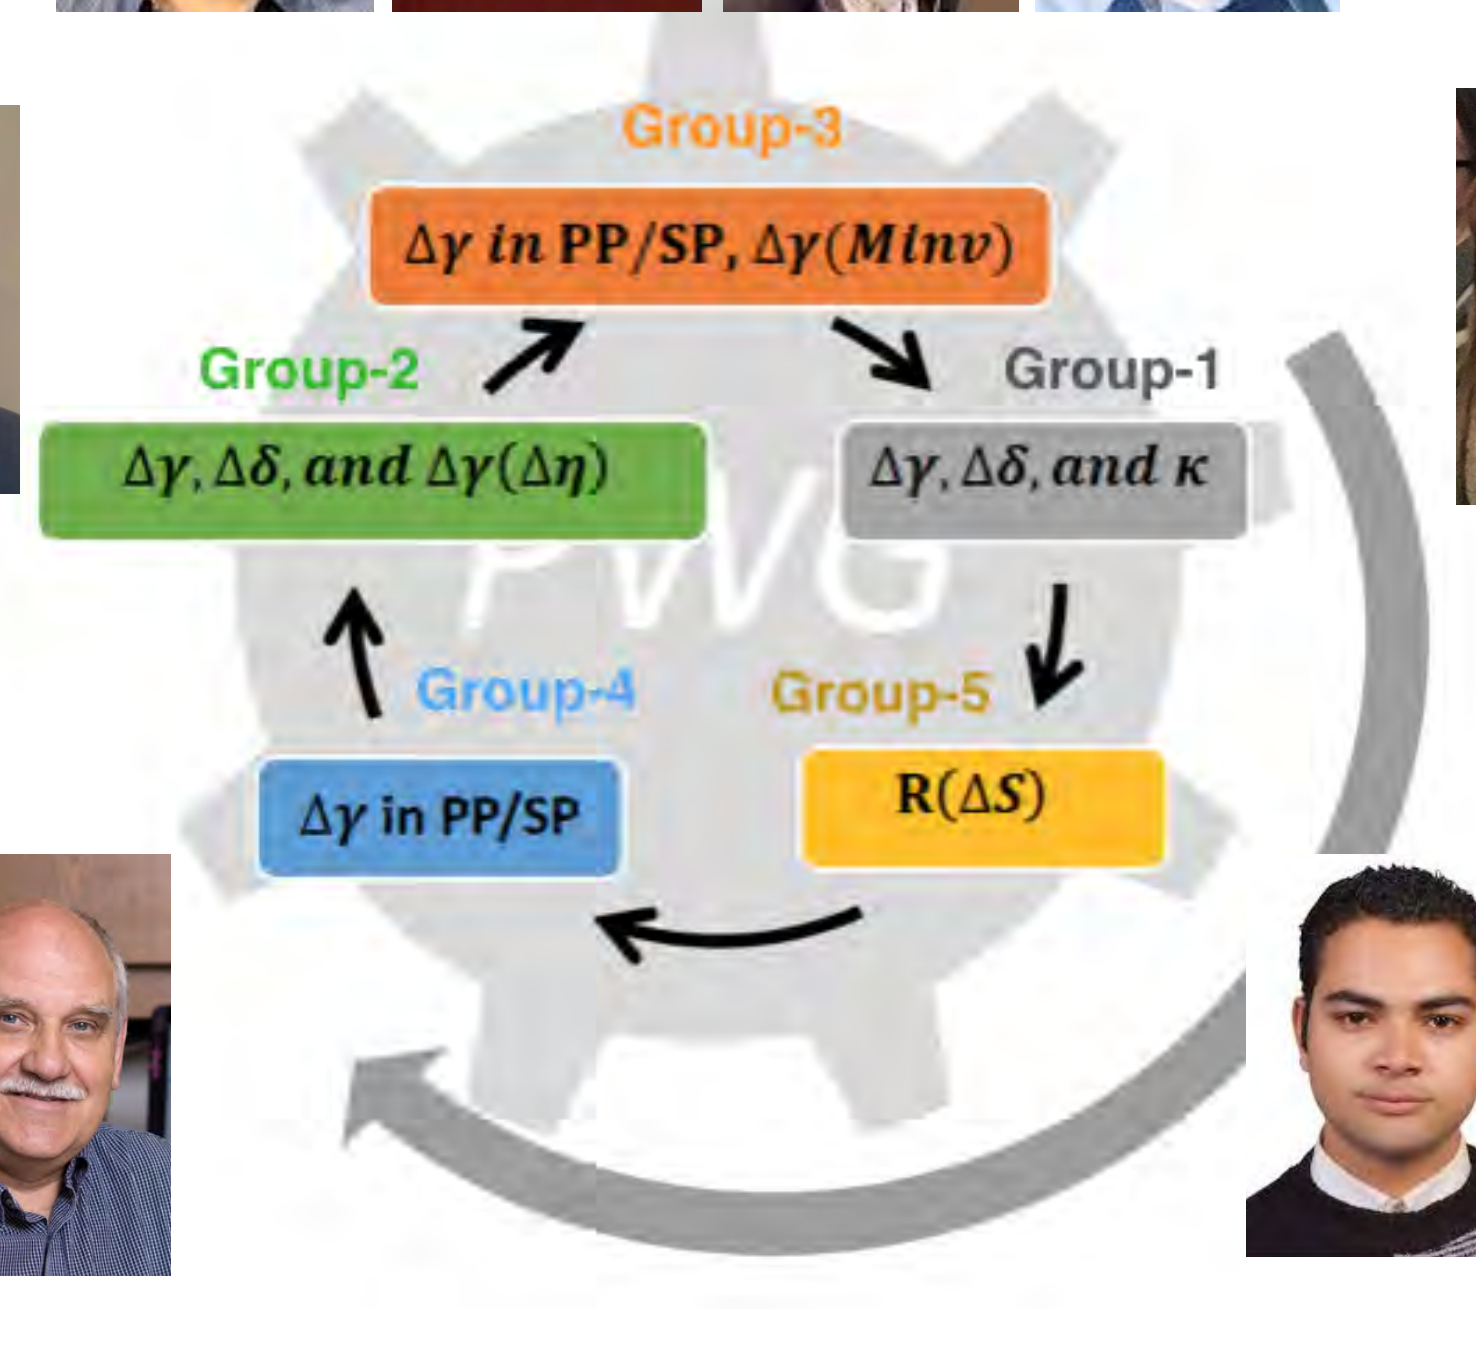 Group-3
Δγ in PP/SP, Δγ(Minv)
Group-2
Group-1
Δγ, Δδ, and Δγ(Δη)
Δγ, Δδ, and κ
PWG
Group-4
Group-5
Δγ in PP/SP
R(ΔS)